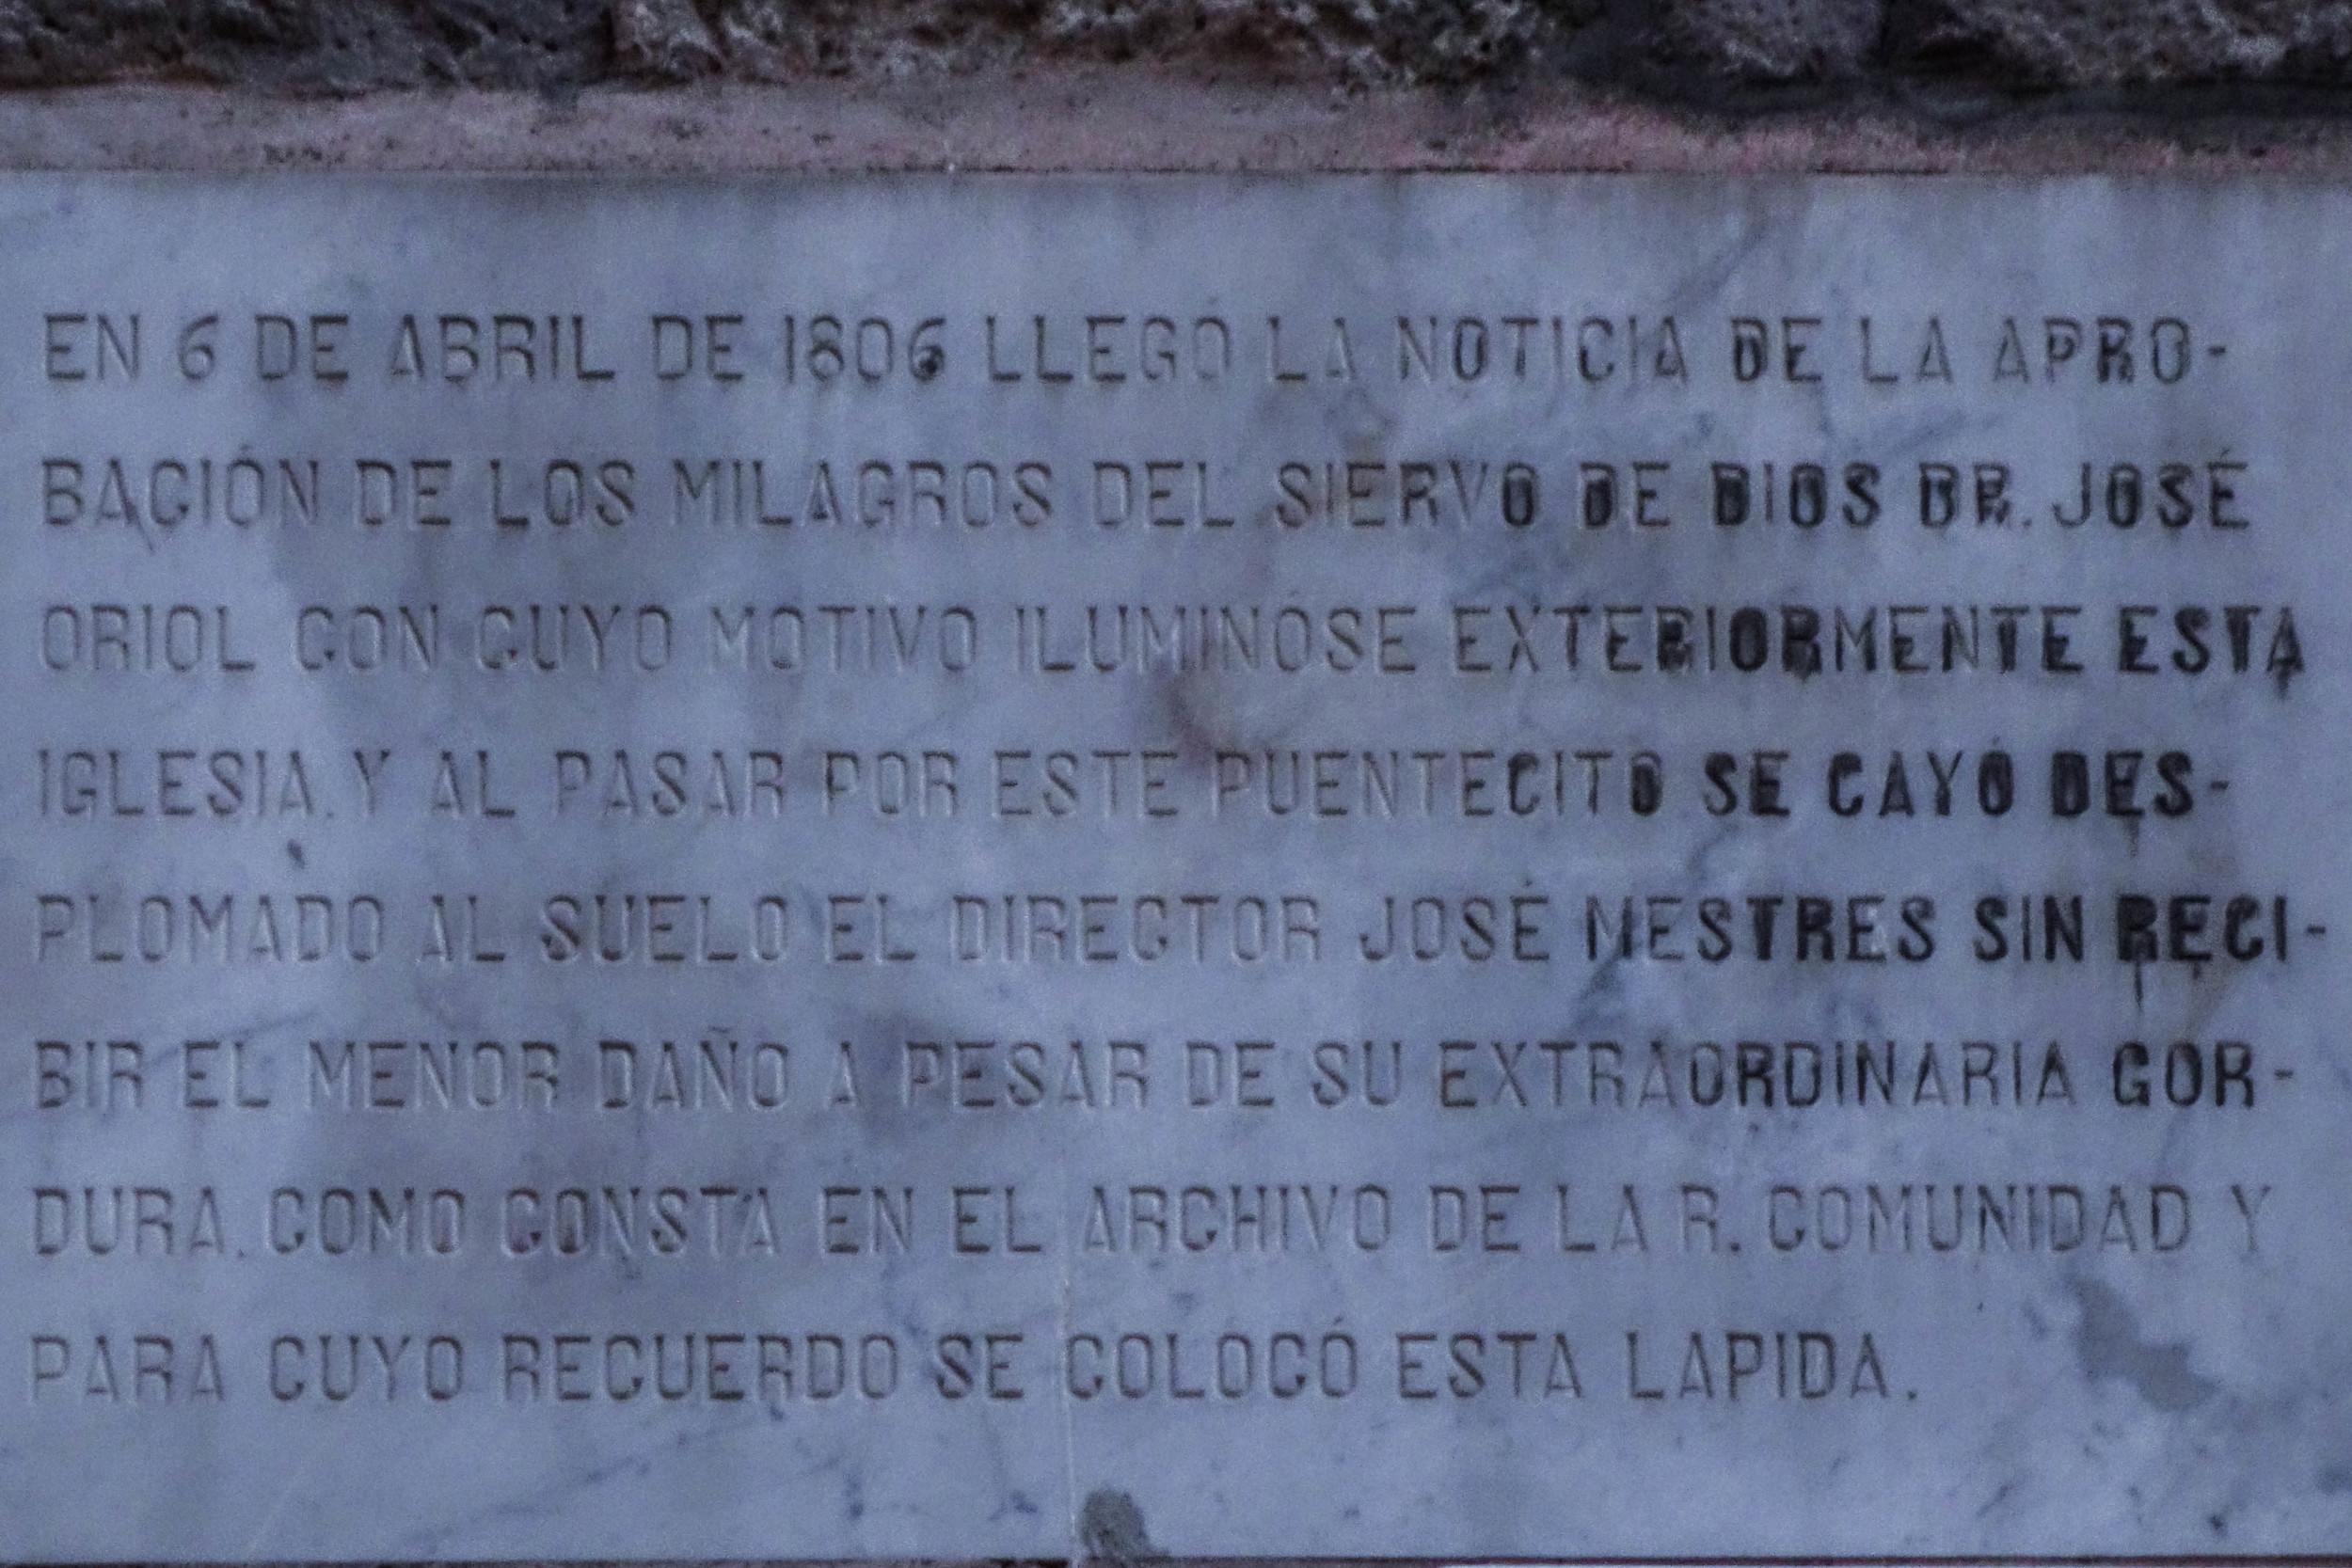 EN 6 DE ABRIL DE 1806 LLEGÓ LA NOTICIA DE LA APRO-
BACIÓN DE LOS MILAGROS DEL SIERVO DE DIOS DR. JOSÉ
ORIOL CON CUYO MOTIVO ILUMINÓSE EXTERIORMENTE ESTA
IGLESIA. Y AL PASAR POR ESTE PUENTECITO SE CAYÓ DES-
PLOMADO AL SUELO EL DIRECTOR JOSÉ MESTRES SIN RECI-
BIR EL MENOR DAÑO A PESAR DE SU EXTRAORDINARIA GOR-
DURA. COMO CONSTA EN EL ARCHIVO DE LA R. COMUNIDAD Y
PARA CUYO RECUERDO SE COLOCÓ ESTA LAPIDA.